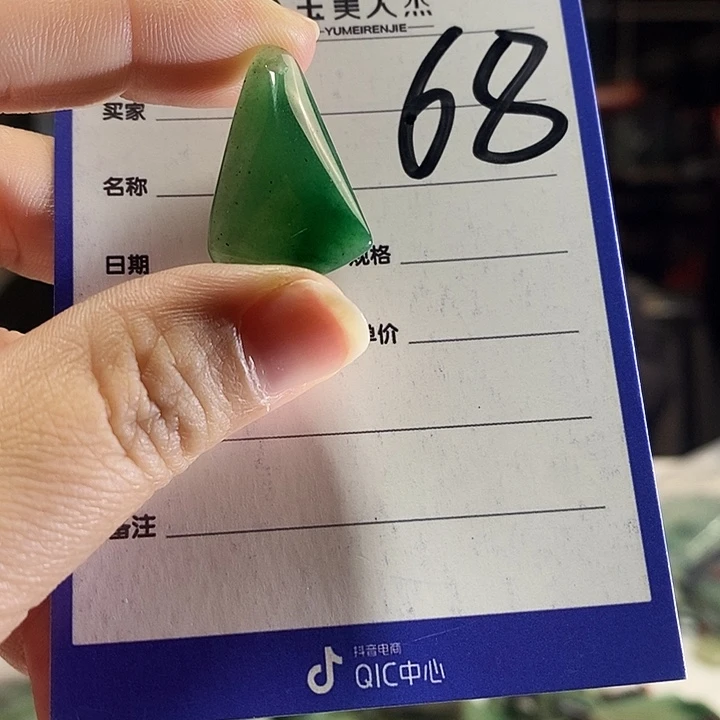 玉美人杰
YUMEIRENJIE
68
买家
名称
日期
规格
单价
备注
抖音电商
QIC中心